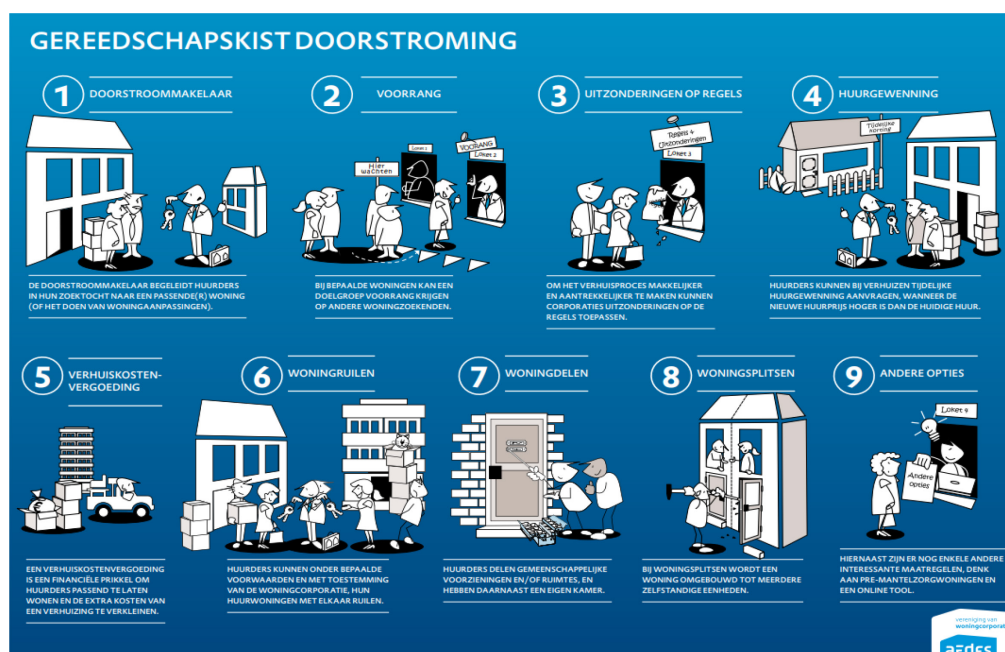 GEREEDSCHAPSKIST DOORSTROMING
1 DOORSTROOMMAKELAAR
DE DOORSTROOMMAKELAAR BEGELEIDT HUURDERS
IN HUN ZOEKTOCHT NAAR EEN PASSENDE(R) WONING
(OF HET DOEN VAN WONINGAANPASSINGEN).
2 VOORRANG
Hier
wachten
Loket 1
VOORANG
Loket 2
BIJ BEPAALDE WONINGEN KAN EEN
DOELGROEP VOORRANG KRIJGEN
OP ANDERE WONINGZOEKENDEN.
3 UITZONDERINGEN OP REGELS
Regels &
Uitzonderingen
Loket 3
OM HET VERHUISPROCES MAKKELIJKER
EN AANTREKKELIJKER TE MAKEN KUNNEN
CORPORATIES UITZONDERINGEN OP DE
REGELS TOEPASSEN.
4 HUURGEWENNING
Tijdelijke
korning
HUURDERS KUNNEN BIJ VERHUIZEN TIJDELIJKE
HUURGEWENNING AANVRAGEN, WANNEER DE
NIEUWE HUURPRIJS HOGER IS DAN DE HUIDIGE HUUR.
5 VERHUISKOSTEN-
VERGOEDING
EEN VERHUISKOSTENVERGOEDING
IS EEN FINANCIËLE PRIKKEL OM
HUURDERS PASSEND TE LATEN
WONEN EN DE EXTRA KOSTEN VAN
EEN VERHUIZING TE VERKLEINEN.
6 WONINGRUILEN
HUURDERS KUNNEN ONDER BEPAALDE
VOORWAARDEN EN MET TOESTEMMING
VAN DE WONINGCORPORATIE, HUN
HUURWONINGEN MET ELKAAR RUILEN.
7 WONINGDELEN
HUURDERS DELEN GEMEENSCHAPPELIJKE
VOORZIENINGEN EN/OF RUIMTES, EN
HEBBEN DAARNAAST EEN EIGEN KAMER.
8 WONINGSPLITSEN
BIJ WONINGSPLITSEN WORDT EEN
WONING OMGEBOUWD TOT MEERDERE
ZELFSTANDIGE EENHEDEN.
9 ANDERE OPTIES
Loket 4
Andere
opties
HIERNAAST ZIJN ER NOG ENKELE ANDERE
INTERESSANTE MAATREGELEN, DENK
AAN PRE-MANTELZORGWONINGEN EN
EEN ONLINE TOOL.
vereniging van
woningcorporat
aedes